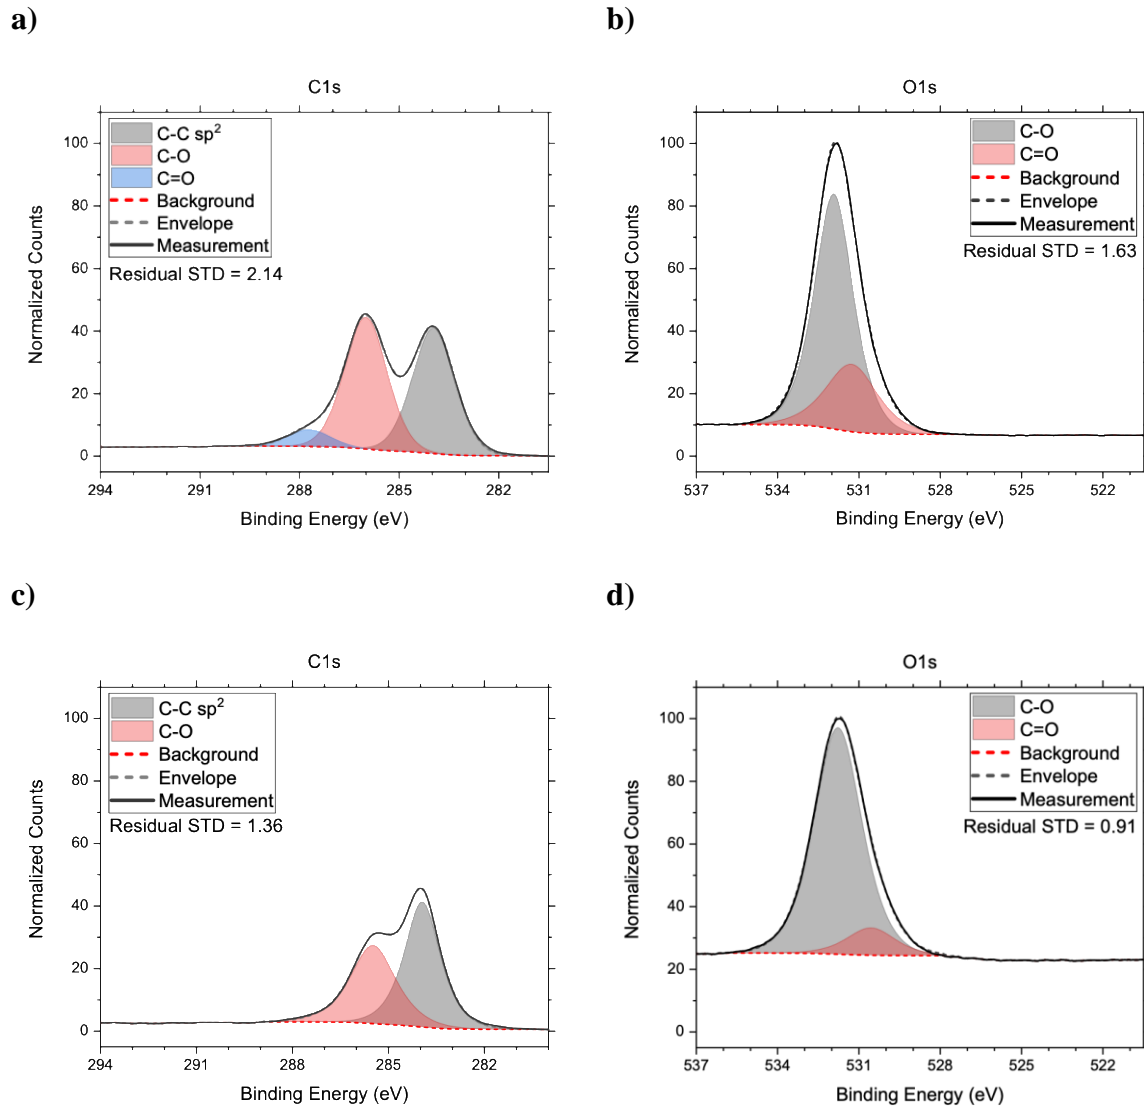 a)
C1s
Normalized Counts
100
80
60
40
20
0
C-C sp²
C-O
C=O
Background
Envelope
Measurement
Residual STD = 2.14
294 291 288 285 282
Binding Energy (eV)
b)
O1s
Normalized Counts
100
80
60
40
20
0
C-O
C=O
Background
Envelope
Measurement
Residual STD = 1.63
537 534 531 528 525 522
Binding Energy (eV)
c)
C1s
Normalized Counts
100
80
60
40
20
0
C-C sp²
C-O
Background
Envelope
Measurement
Residual STD = 1.36
294 291 288 285 282
Binding Energy (eV)
d)
O1s
Normalized Counts
100
80
60
40
20
0
C-O
C=O
Background
Envelope
Measurement
Residual STD = 0.91
537 534 531 528 525 522
Binding Energy (eV)